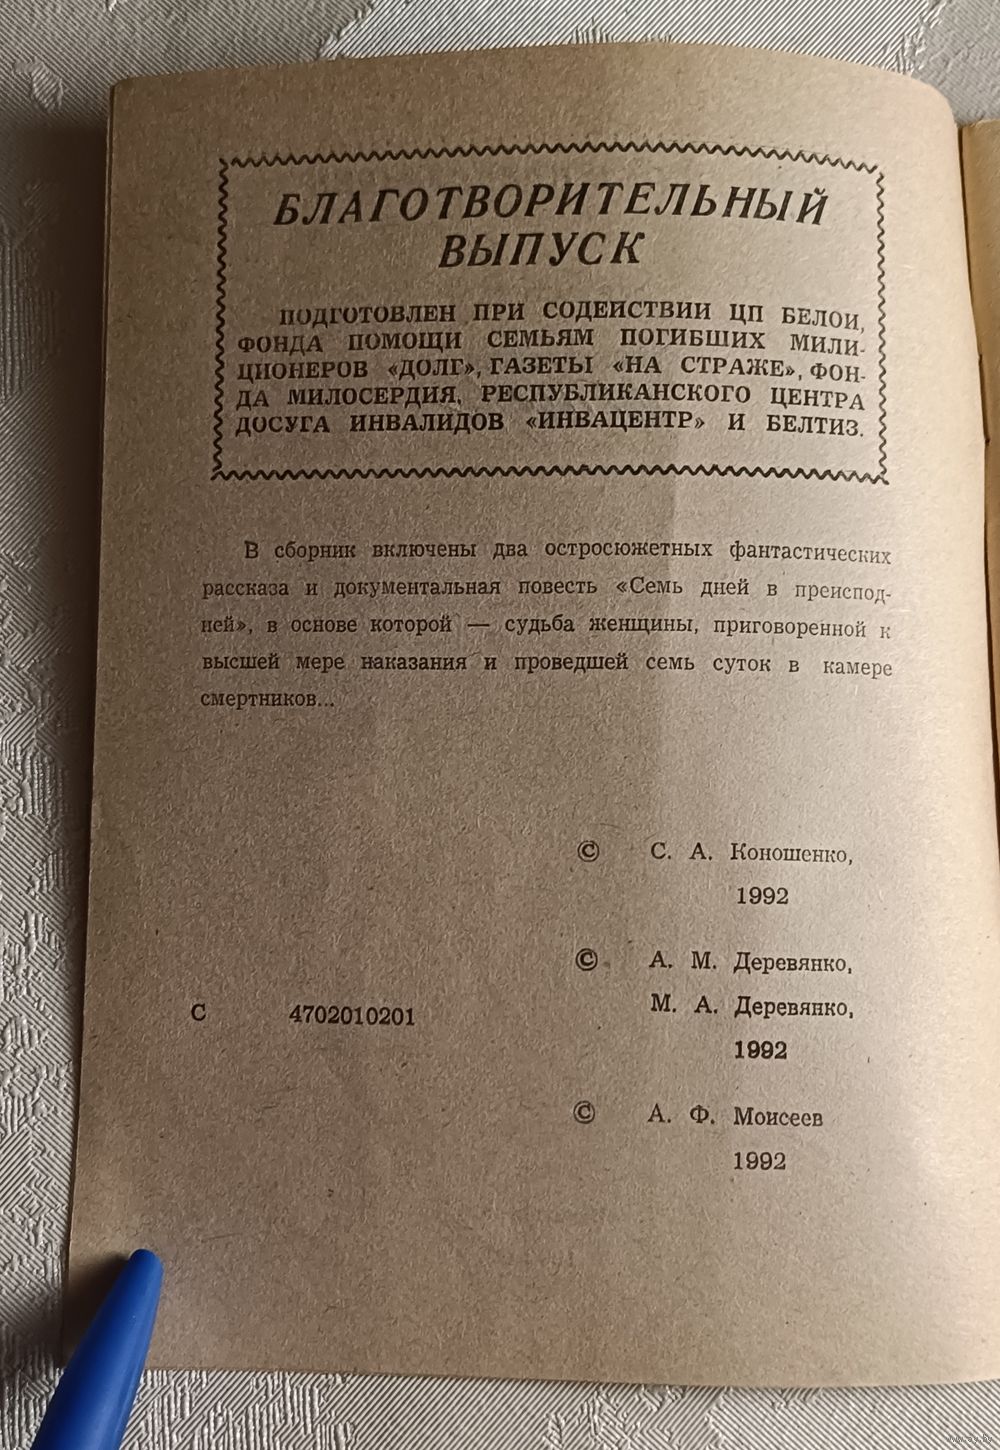 БЛАГОТВОРИТЕЛЬНЫЙ
ВЫПУСК
ПОДГОТОВЛЕН ПРИ СОДЕЙСТВИИ ЦП БЕЛОИ,
ФОНДА ПОМОЩИ СЕМЬЯМ ПОГИБШИХ МИЛИ-
ЦИОНЕРОВ «ДОЛГ», ГАЗЕТЫ «НА СТРАЖЕ», ФОН-
ДА МИЛОСЕРДИЯ, РЕСПУБЛИКАНСКОГО ЦЕНТРА
ДОСУГА ИНВАЛИДОВ «ИНВАЦЕНТР» И БЕЛТИЗ.
В сборник включены два остросюжетных фантастических
рассказа и документальная повесть «Семь дней в преиспод-
ней», в основе которой — судьба женщины, приговоренной к
высшей мере наказания и проведшей семь суток в камере
смертников...
© С. А. Коношенко,
1992
© А. М. Деревянко,
М. А. Деревянко,
С 4702010201
1992
© А. Ф. Моисеев
1992
www.ay.by